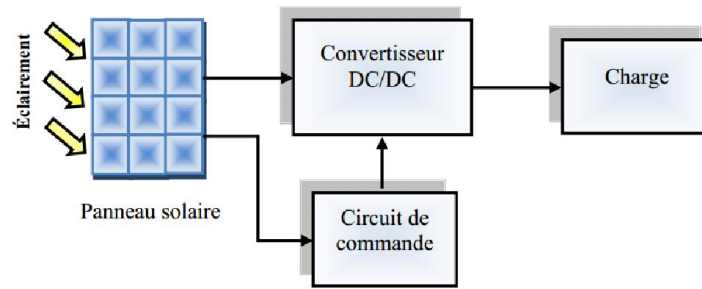 Éclairement
Convertisseur
DC/DC
Charge
Panneau solaire
Circuit de
commande